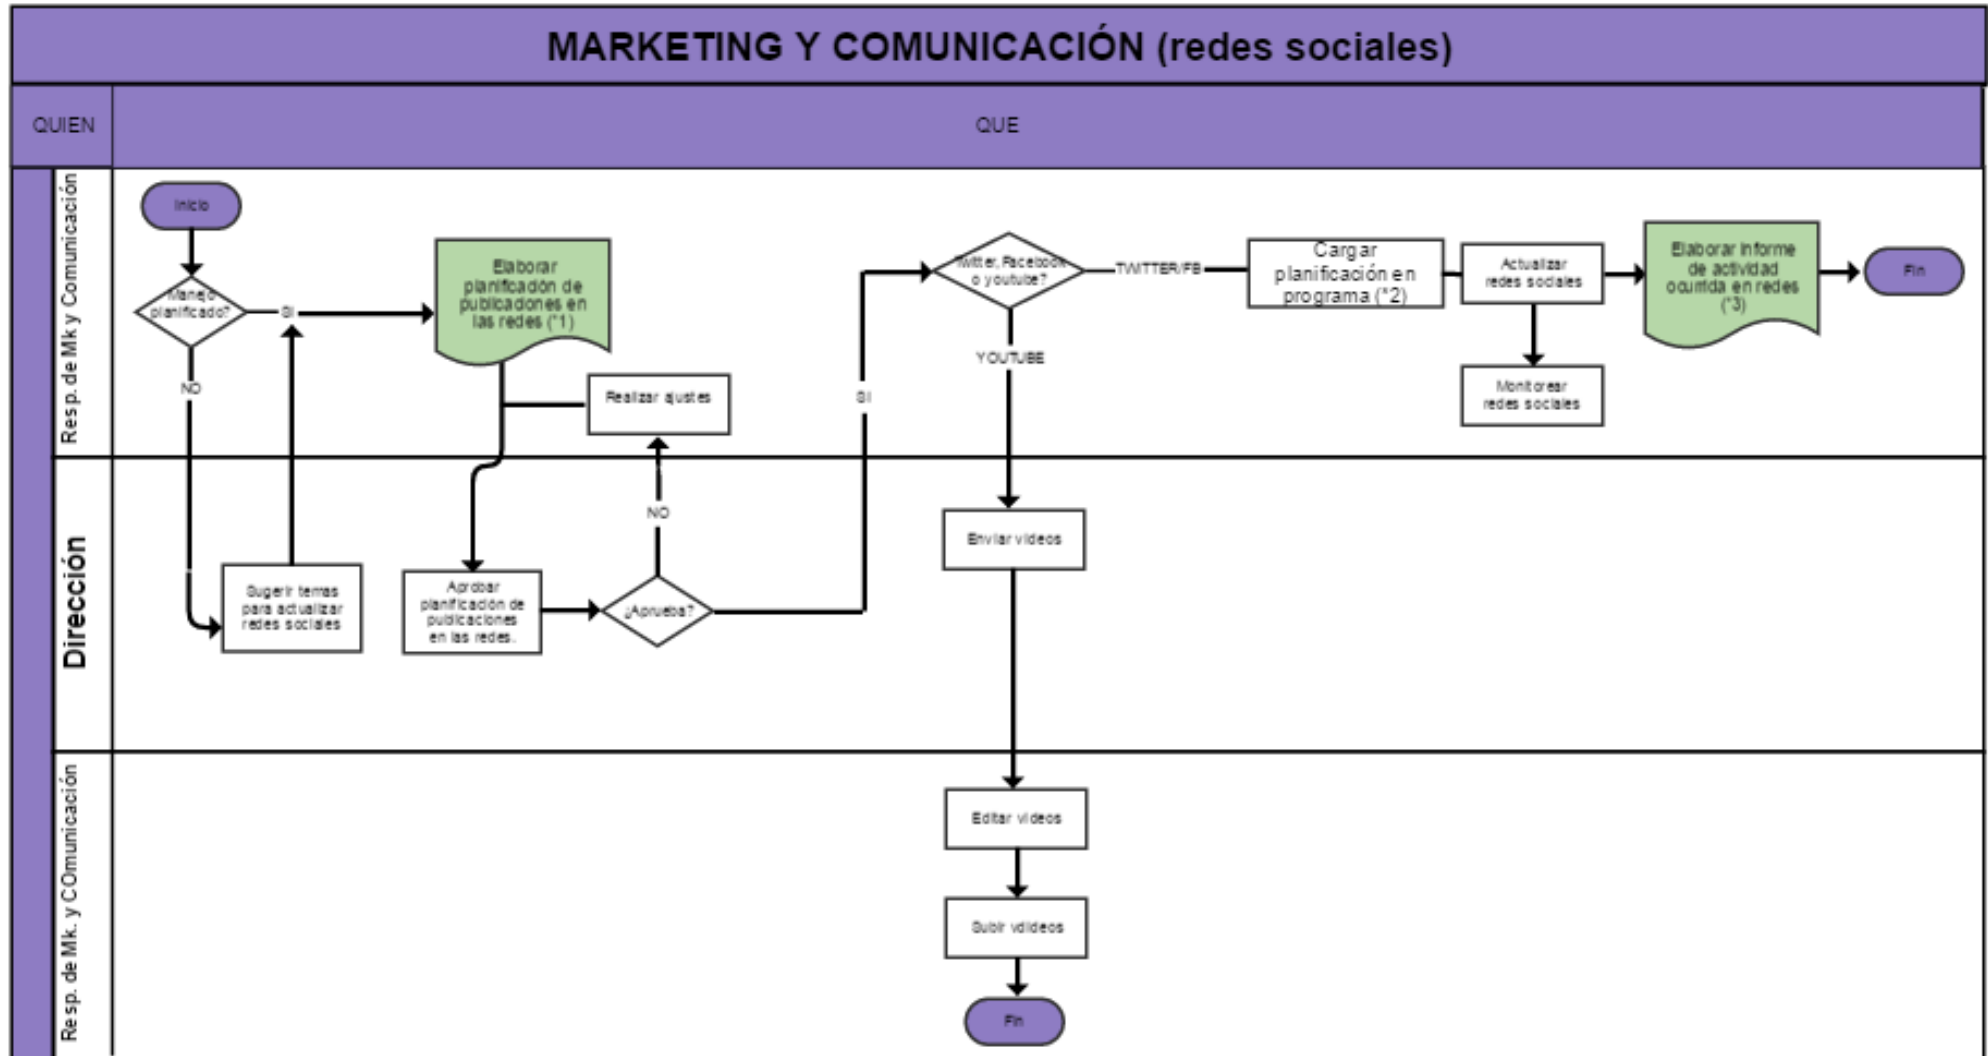 MARKETING Y COMUNICACIÓN (redes sociales)
QUIEN
QUE
Resp. de Mk y Comunicación
Inicio
Manejo
planificado?
SI
NO
Elaborar
planificación de
publicaciones en
las redes (*1)
Realizar ajustes
SI
Twitter, Facebook
o youtube?
TWITTER/FB
YOUTUBE
Cargar
planificación en
programa (*2)
Actualizar
redes sociales
Monitorear
redes sociales
Elaborar Informe
de actividad
ocurrida en redes
(*3)
Fin
Dirección
Sugerir temas
para actualizar
redes sociales
Aprobar
planificación de
publicaciones
en las redes.
¿Aprueba?
NO
Enviar videos
Resp. de Mk. y COmunicación
Editar videos
Subir vdideos
Fin